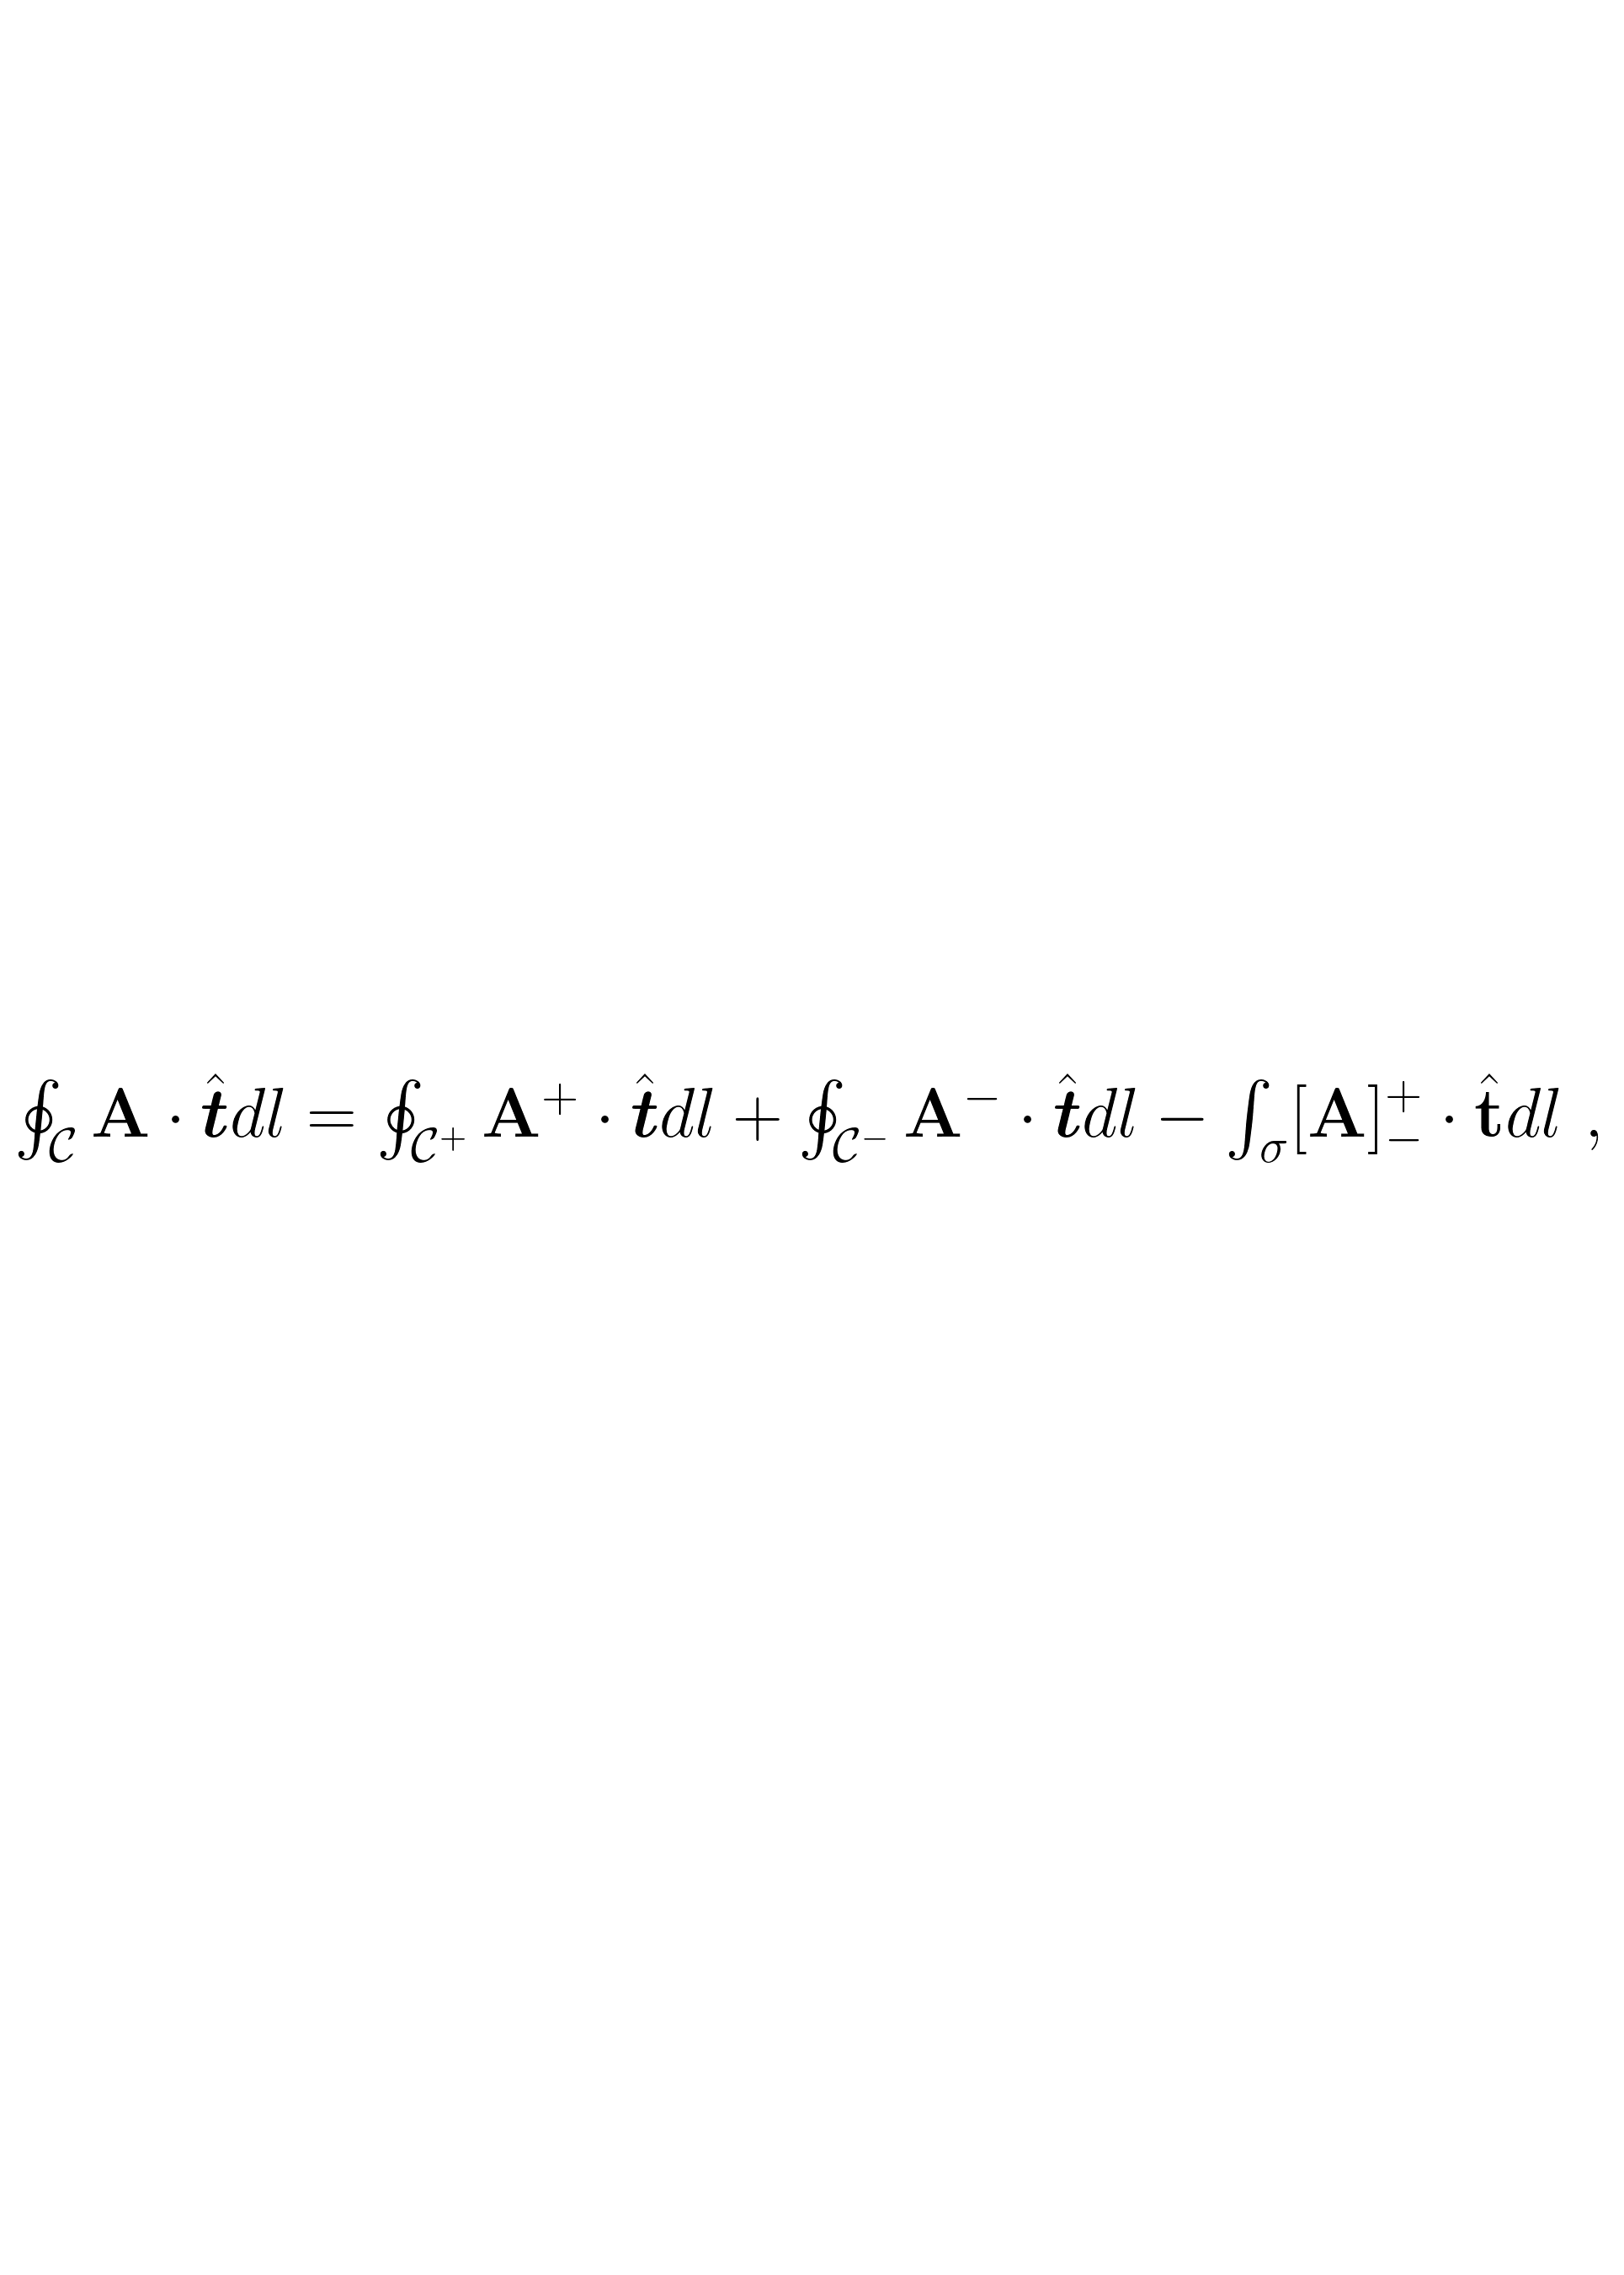 \oint_{\mathcal{C}} \mathbf{A} \cdot \hat{\boldsymbol{t}} dl = \oint_{\mathcal{C}^+} \mathbf{A}^+ \cdot \hat{\boldsymbol{t}} dl + \oint_{\mathcal{C}^-} \mathbf{A}^- \cdot \hat{\boldsymbol{t}} dl - \int_{\sigma} [\mathbf{A}]^+_- \cdot \hat{\mathbf{t}} dl \ ,